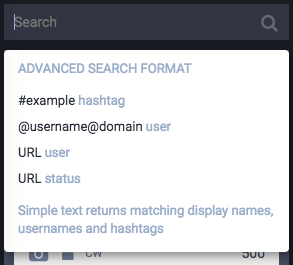 Search
ADVANCED SEARCH FORMAT
#example hashtag
@username@domain user
URL user
URL status
Simple text returns matching display names,
usernames and hashtags
CW 500